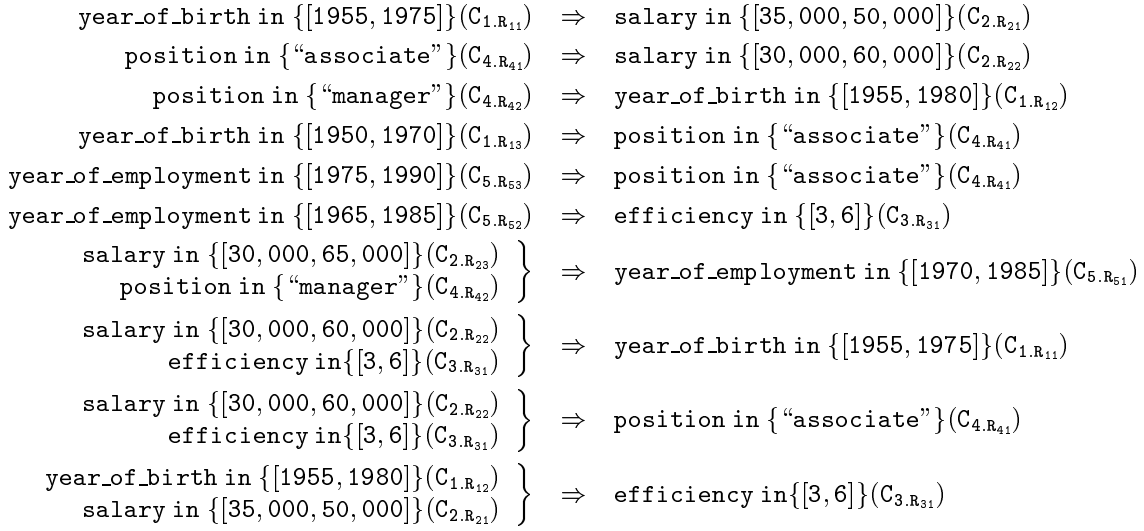 year_of_birth in {[1955, 1975]}(C₁.R₁₁) ⇒ salary in {[35,000, 50,000]}(C₂.R₂₁)
position in {“associate”}(C₄.R₄₁) ⇒ salary in {[30,000, 60,000]}(C₂.R₂₂)
position in {“manager”}(C₄.R₄₂) ⇒ year_of_birth in {[1955, 1980]}(C₁.R₁₂)
year_of_birth in {[1950, 1970]}(C₁.R₁₃) ⇒ position in {“associate”}(C₄.R₄₁)
year_of_employment in {[1975, 1990]}(C₅.R₅₃) ⇒ position in {“associate”}(C₄.R₄₁)
year_of_employment in {[1965, 1985]}(C₅.R₅₂) ⇒ efficiency in {[3, 6]}(C₃.R₃₁)
salary in {[30,000, 65,000]}(C₂.R₂₃)
position in {“manager”}(C₄.R₄₂) } ⇒ year_of_employment in {[1970, 1985]}(C₅.R₅₁)
salary in {[30,000, 60,000]}(C₂.R₂₂)
efficiency in{[3, 6]}(C₃.R₃₁) } ⇒ year_of_birth in {[1955, 1975]}(C₁.R₁₁)
salary in {[30,000, 60,000]}(C₂.R₂₂)
efficiency in{[3, 6]}(C₃.R₃₁) } ⇒ position in {“associate”}(C₄.R₄₁)
year_of_birth in {[1955, 1980]}(C₁.R₁₂)
salary in {[35,000, 50,000]}(C₂.R₂₁) } ⇒ efficiency in{[3, 6]}(C₃.R₃₁)